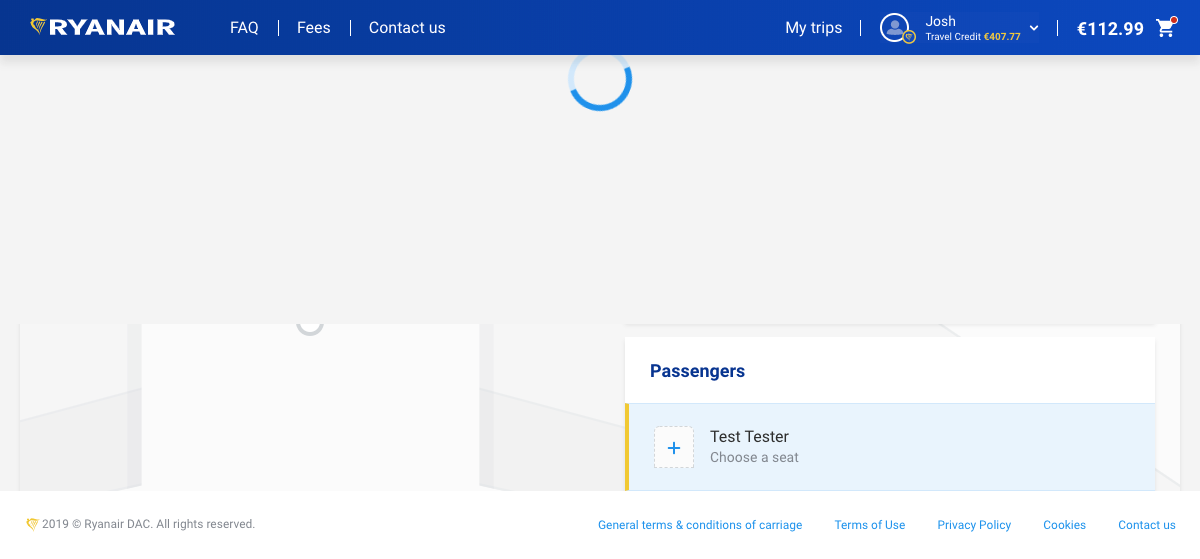 RYANAIR
FAQ
Fees
Contact us
My trips
Josh
Travel Credit €407.77
€112.99
Passengers
Test Tester
Choose a seat
2019 © Ryanair DAC. All rights reserved.
General terms & conditions of carriage
Terms of Use
Privacy Policy
Cookies
Contact us